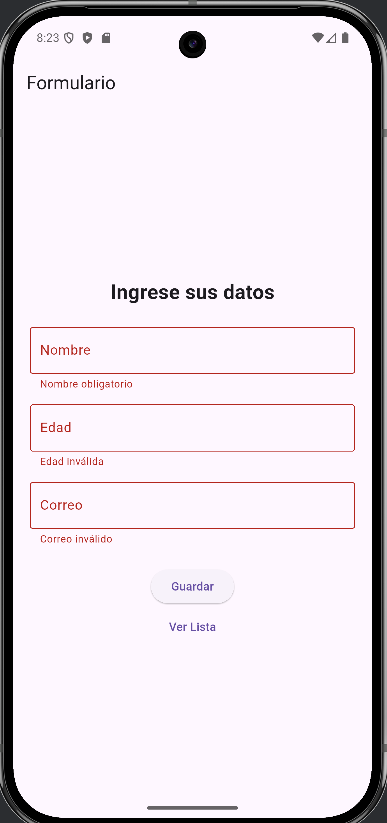 8:23
Formulario
Ingrese sus datos
Nombre
Nombre obligatorio
Edad
Edad inválida
Correo
Correo inválido
Guardar
Ver Lista